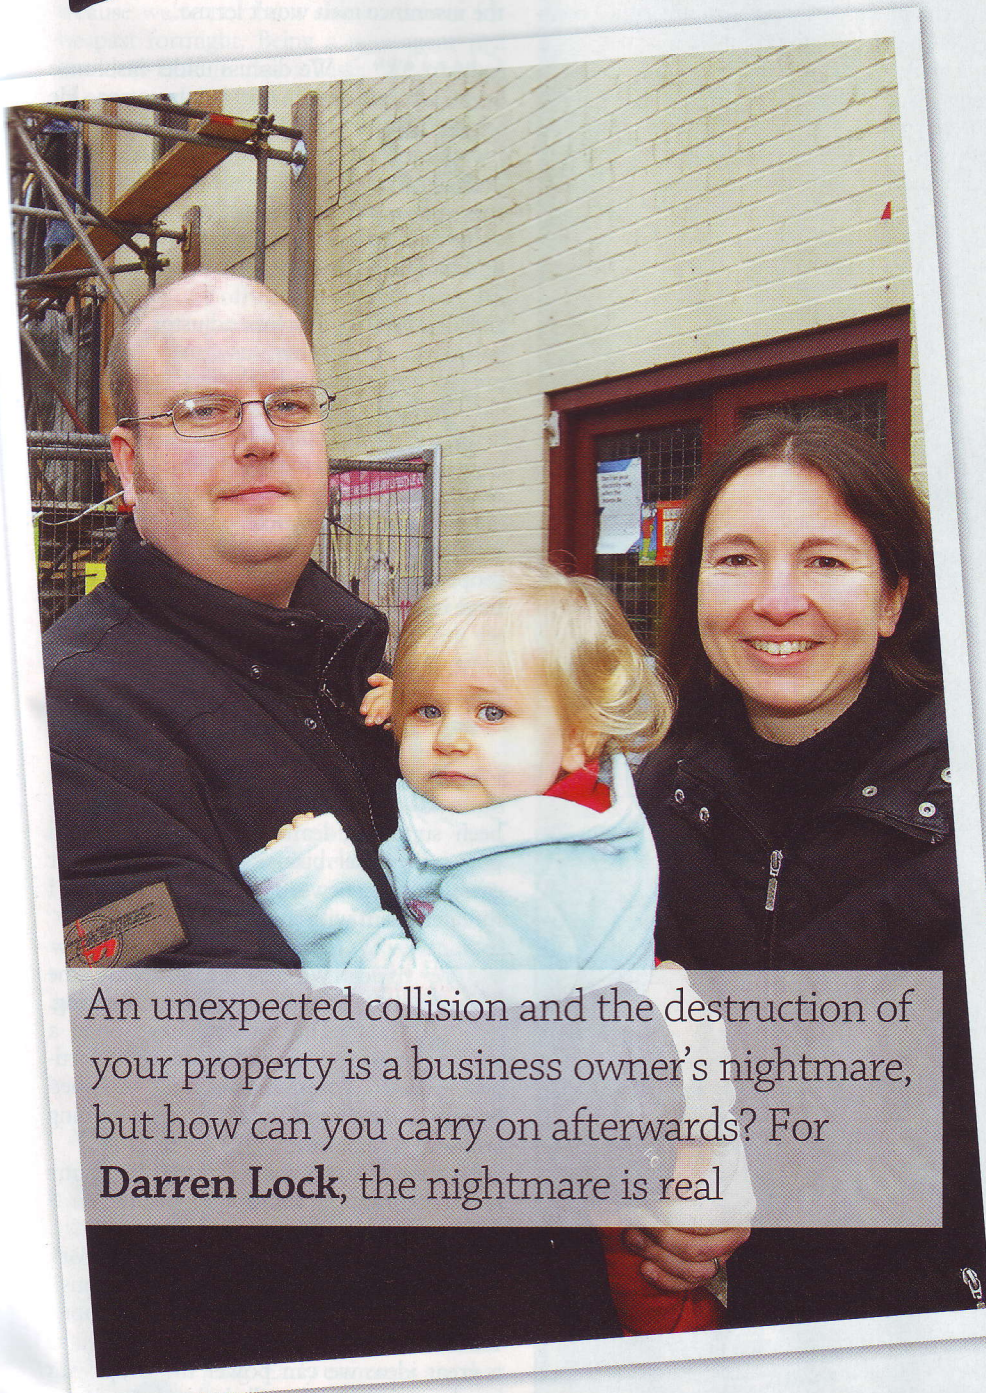 An unexpected collision and the destruction of
your property is a business owner's nightmare,
but how can you carry on afterwards? For
Darren Lock, the nightmare is real